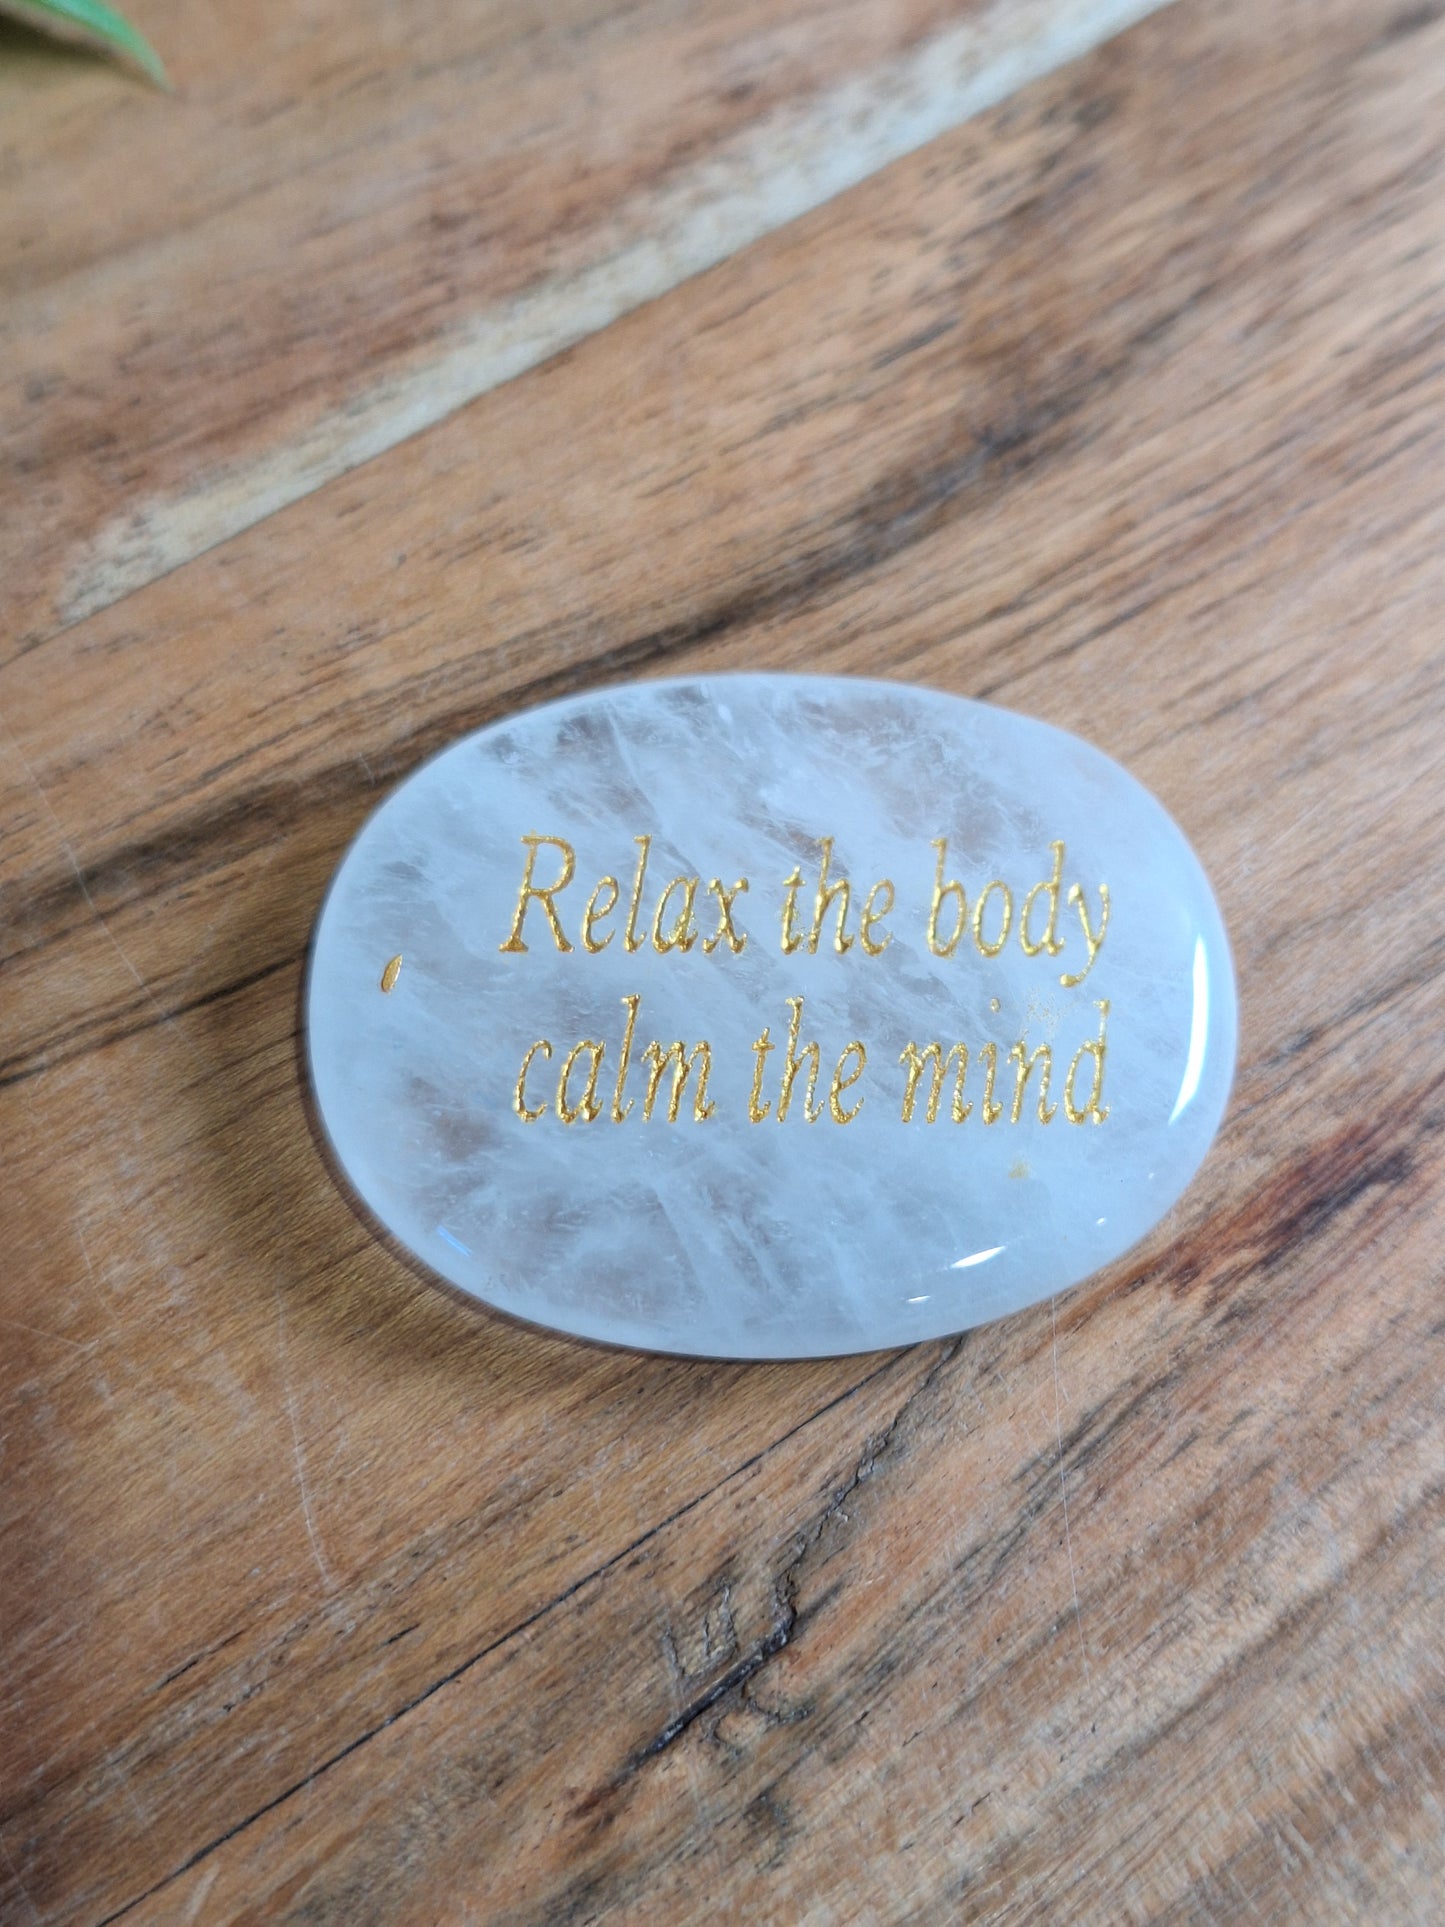 Relax the body
calm the mind